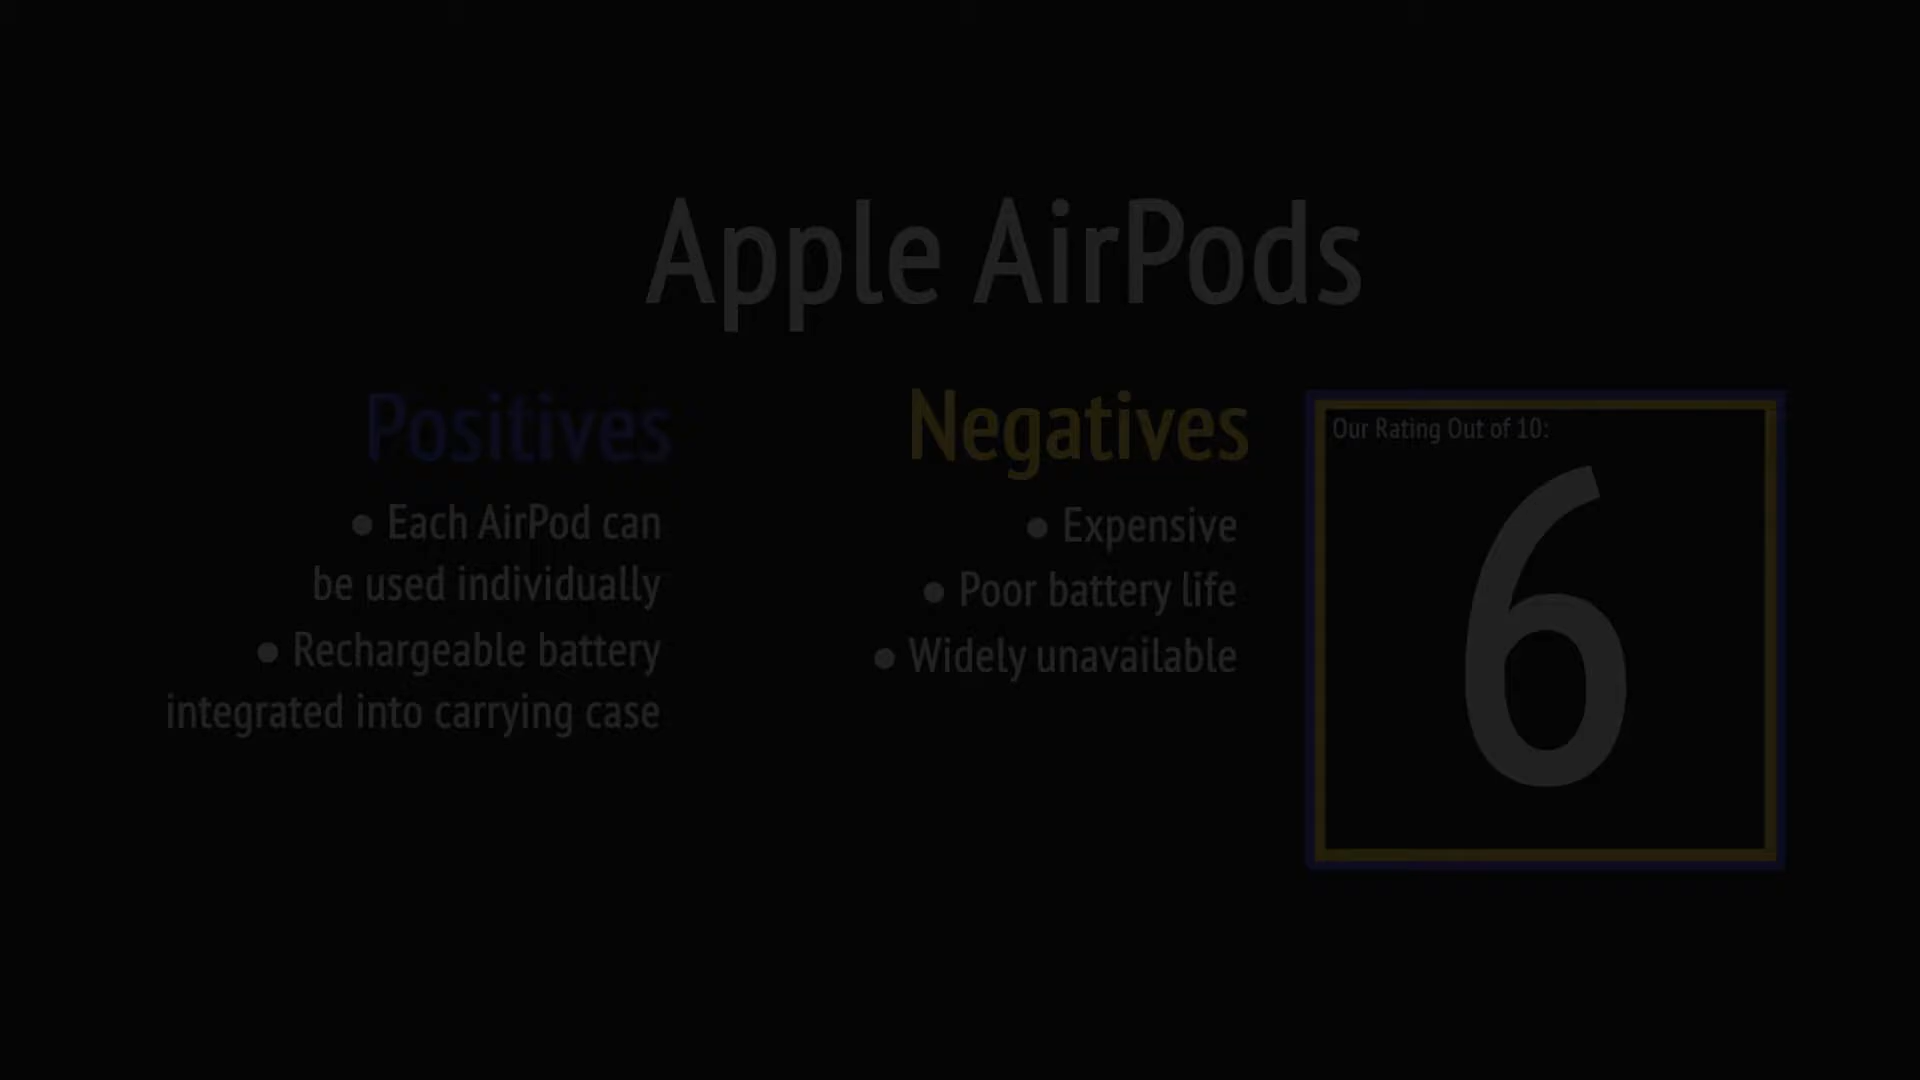 Apple AirPods
Positives
● Each AirPod can
be used individually
● Rechargeable battery
integrated into carrying case
Negatives
● Expensive
● Poor battery life
● Widely unavailable
Our Rating Out of 10:
6